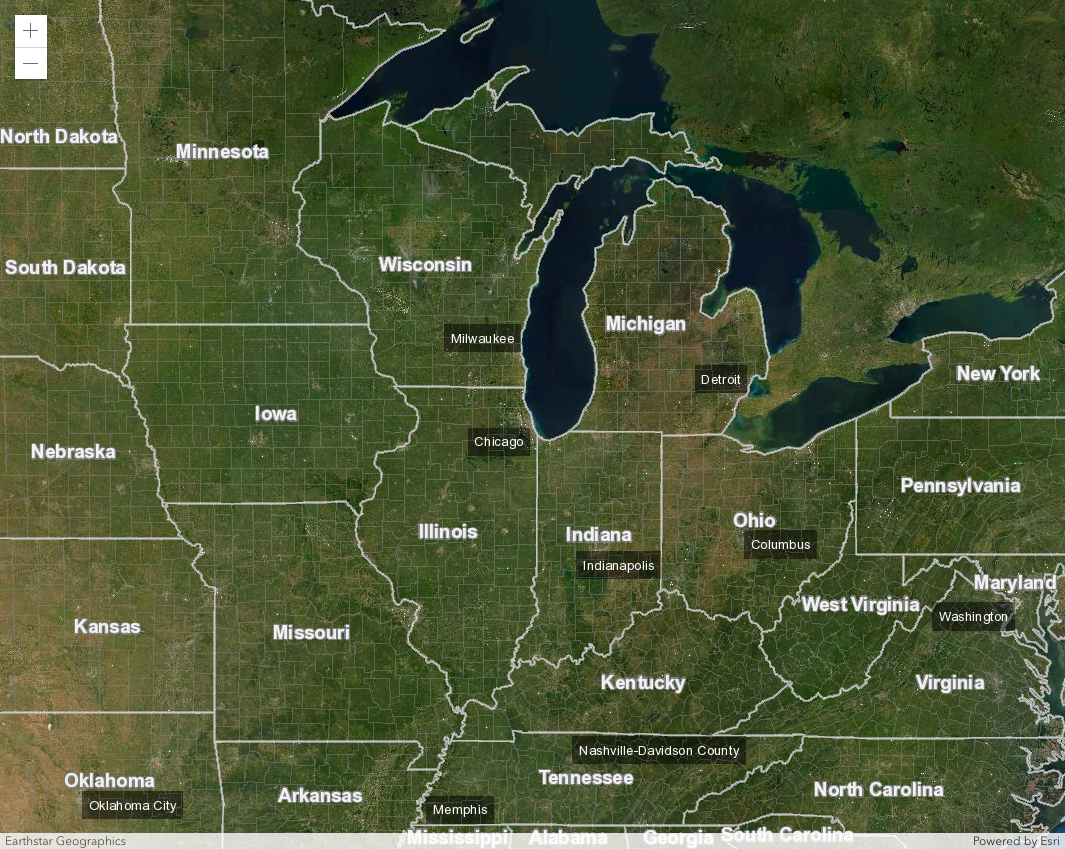 +
−
North Dakota
Minnesota
South Dakota
Wisconsin
Michigan
Milwaukee
New York
Detroit
Iowa
Chicago
Nebraska
Pennsylvania
Illinois
Indiana
Ohio
Columbus
Indianapolis
Maryland
West Virginia
Washington
Kansas
Missouri
Kentucky
Virginia
Nashville-Davidson County
Tennessee
Oklahoma
North Carolina
Arkansas
Oklahoma City
Memphis
Mississippi
Alabama
Georgia
South Carolina
Earthstar Geographics
Powered by Esri